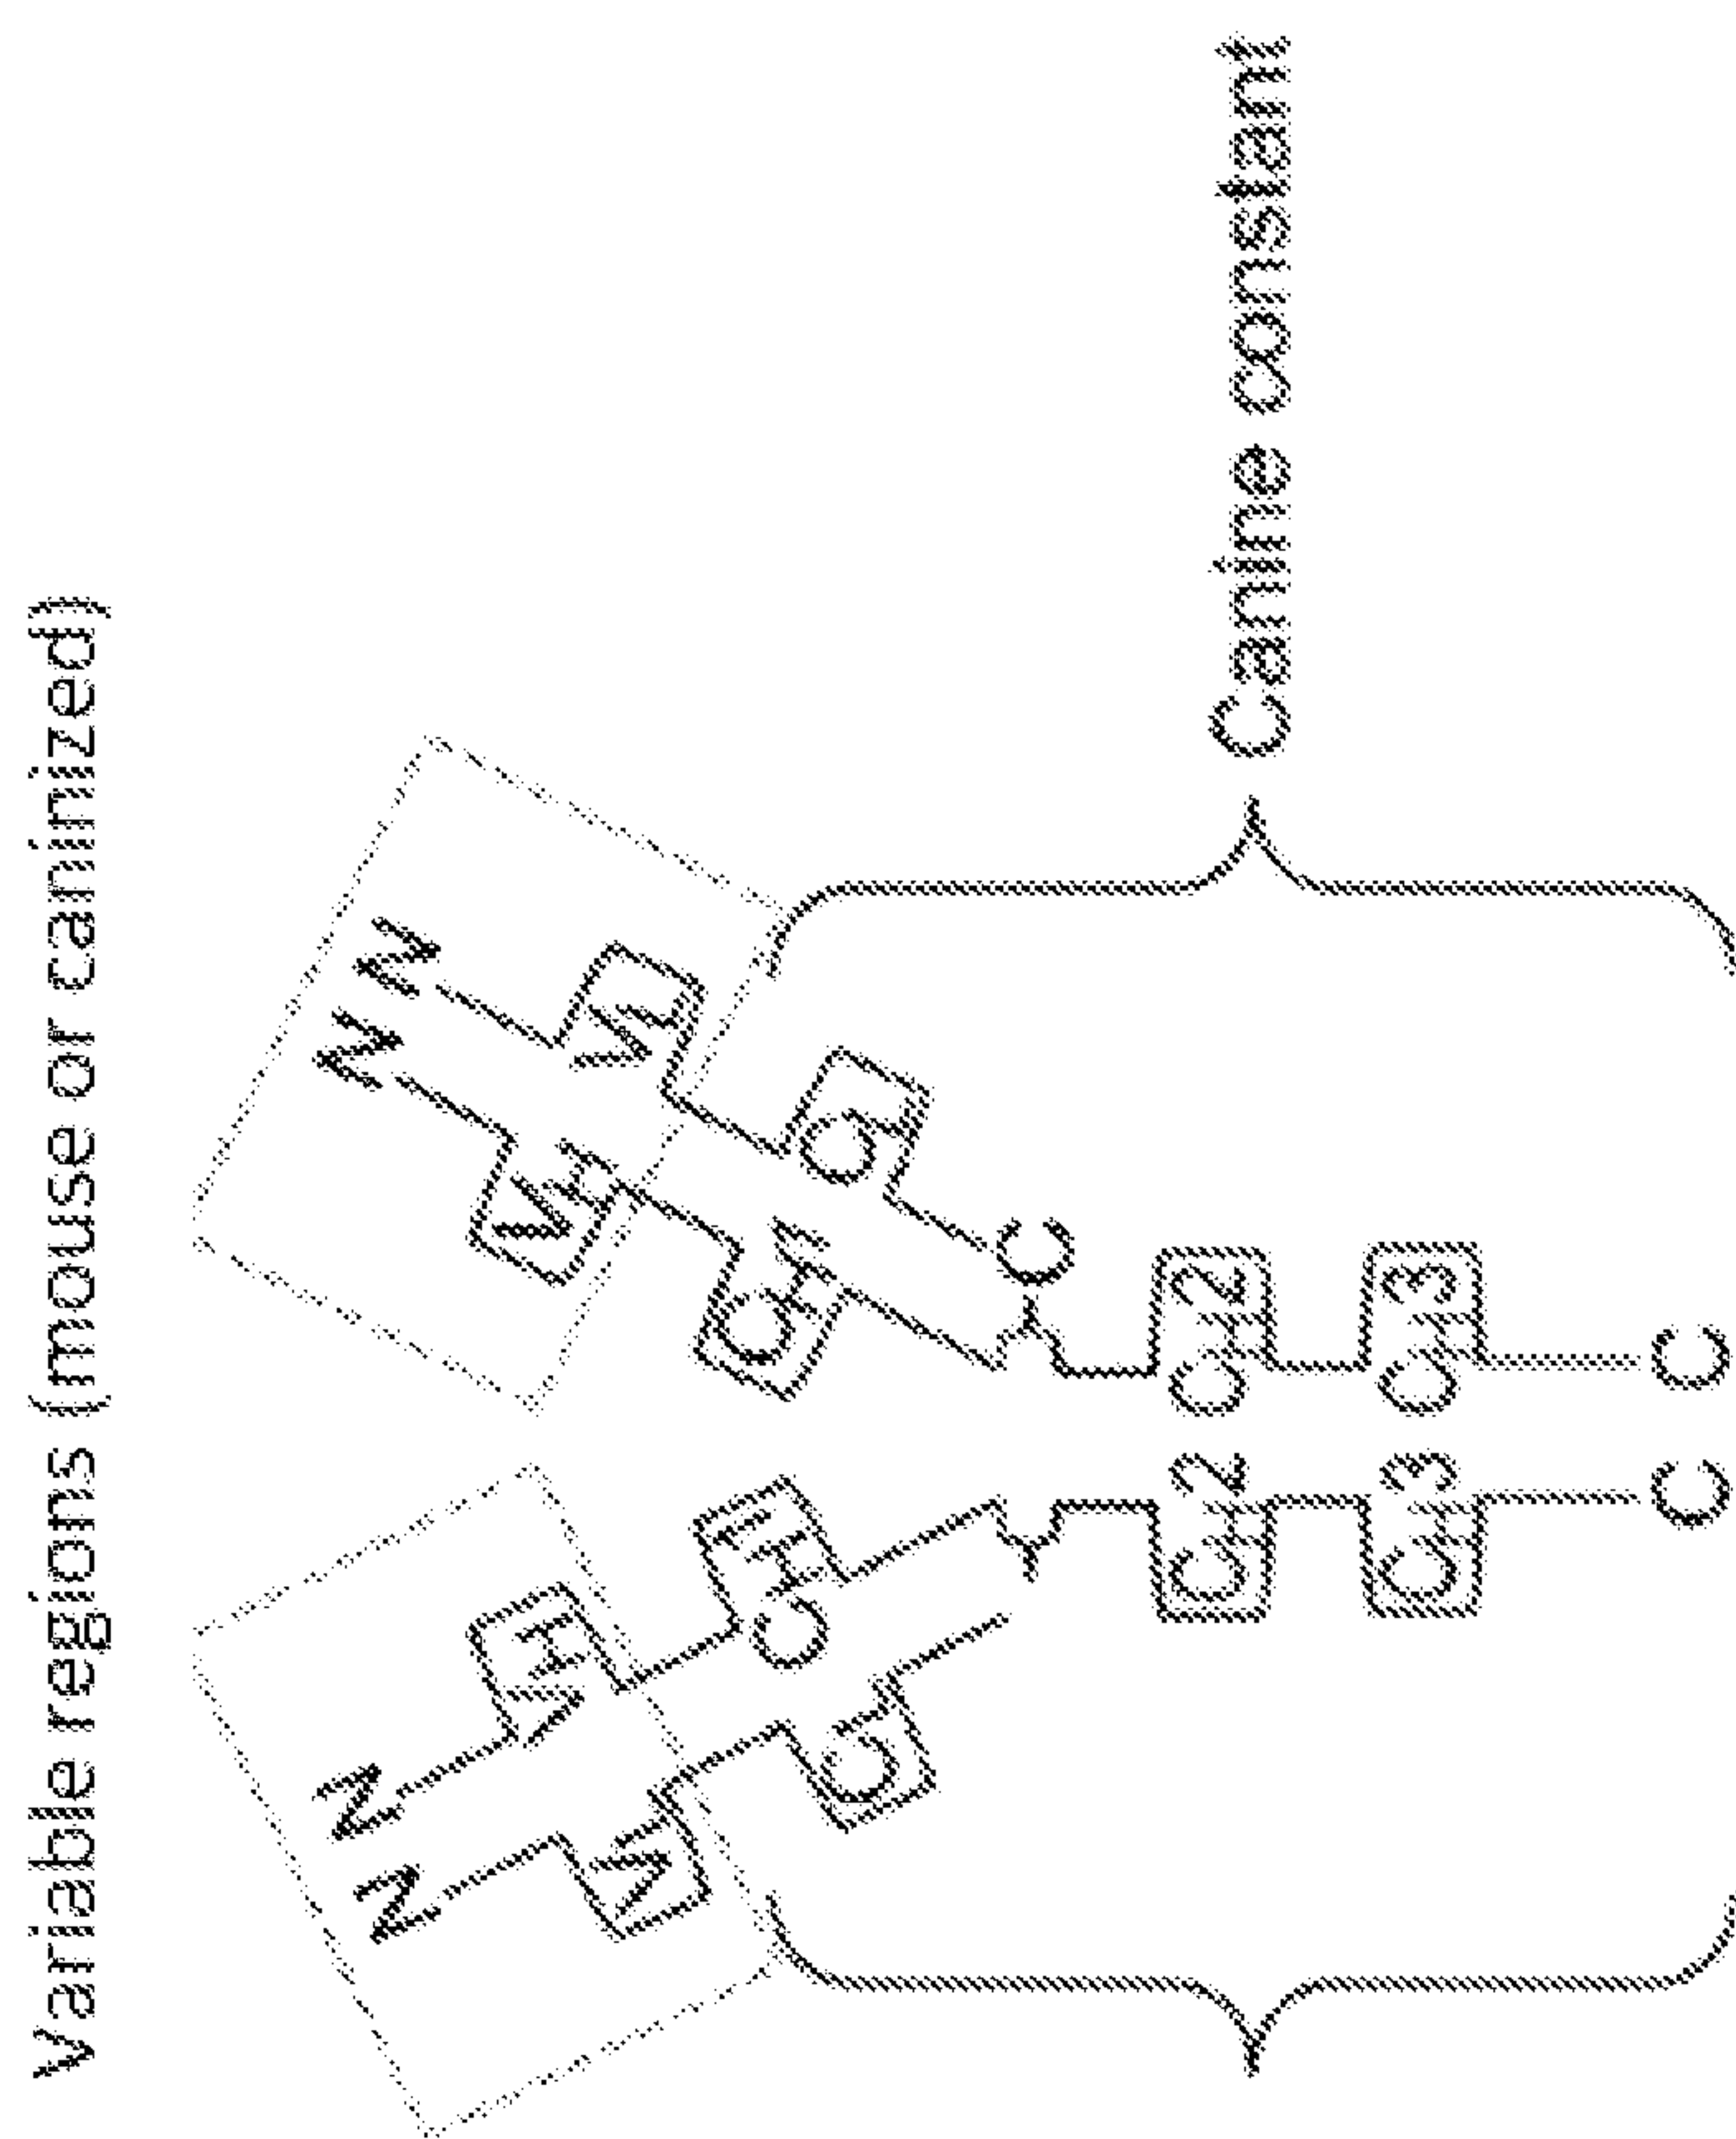 Variable regions (mouse or caninized)
N
N
N
N
VL
VH
VH
VL
CL
CH1
CH1
CL
C
CH2
CH2
CH3
CH3
C
C
Canine constant